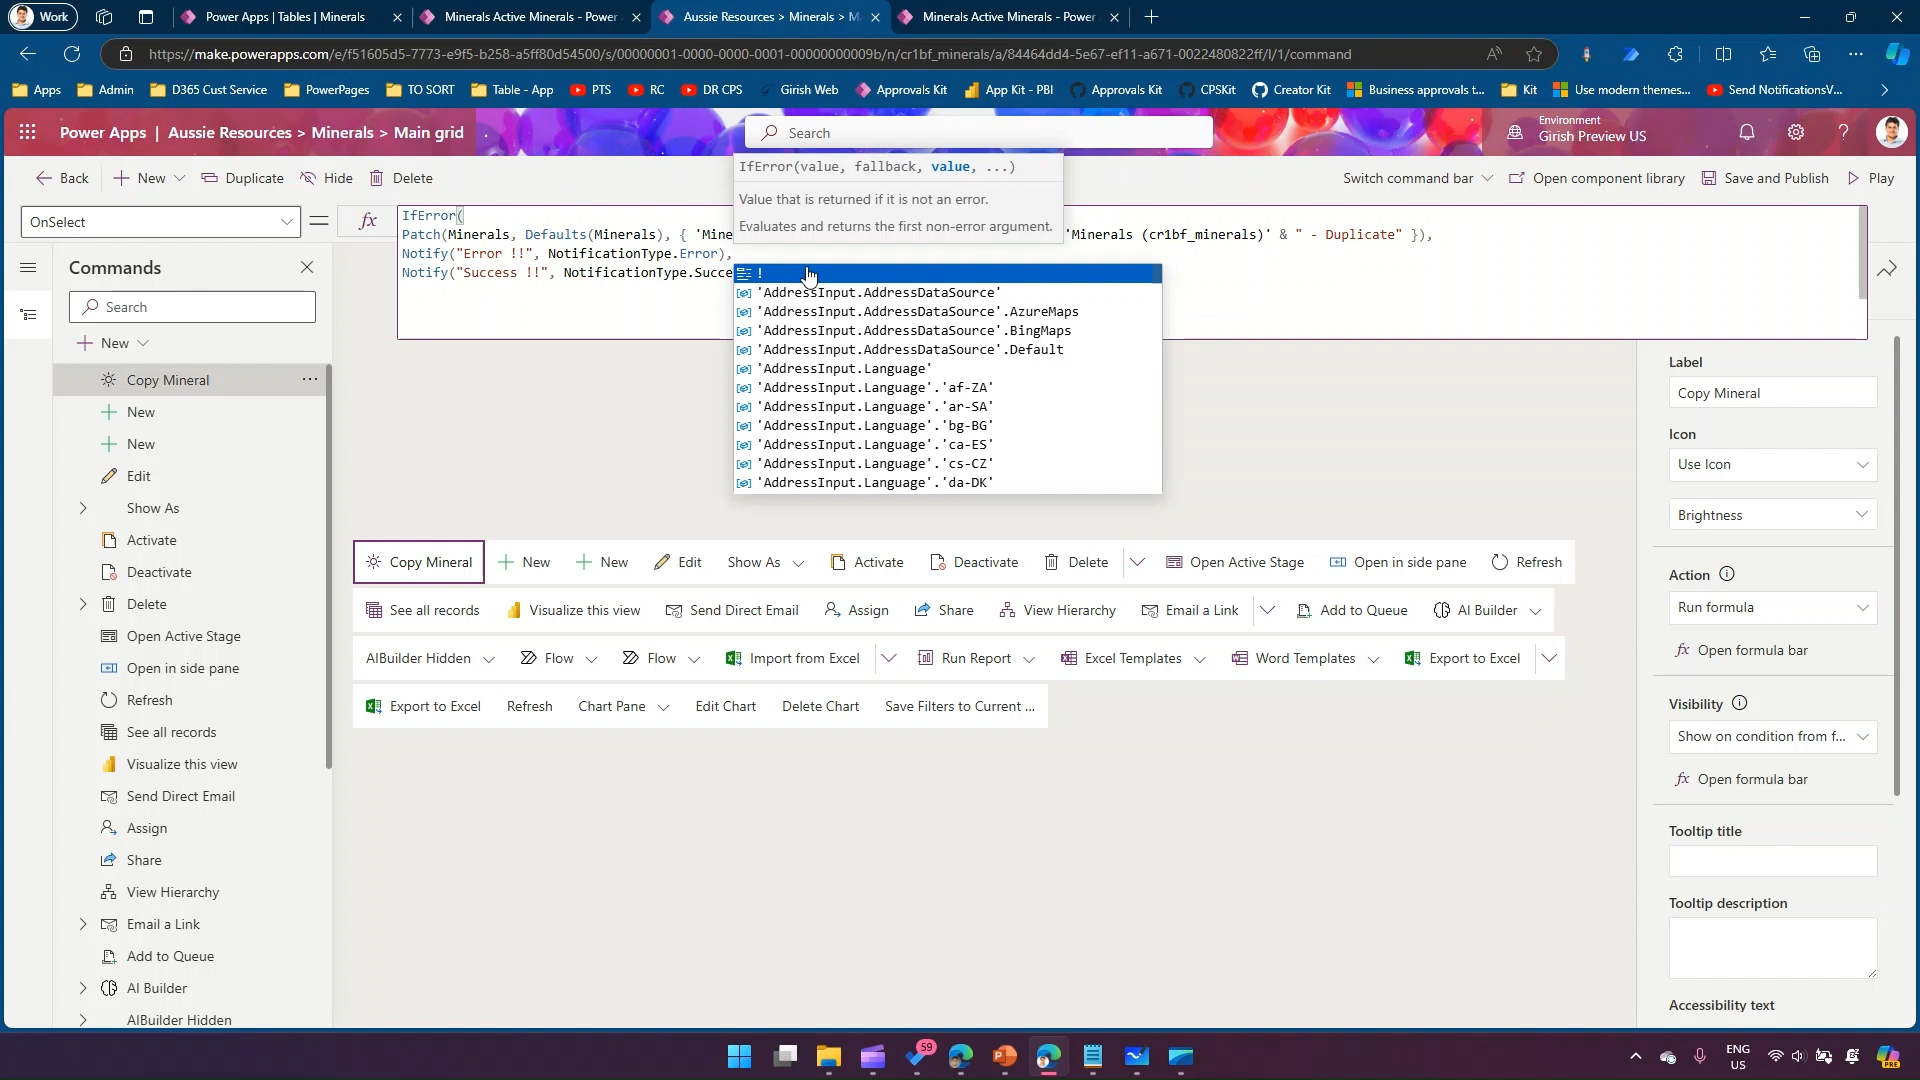 Work
Power Apps | Tables | Minerals
Minerals Active Minerals - Power
Aussie Resources > Minerals > M
Minerals Active Minerals - Power
https://make.powerapps.com/e/f51605d5-7773-e9f5-b258-a5ff80d54500/s/00000001-0000-0000-0001-00000000009b/n/cr1bf_minerals/a/84464dd4-5e67-ef11-a671-0022480822ff/l/1/command
Apps Admin D365 Cust Service PowerPages TO SORT Table - App PTS RC DR CPS Girish Web Approvals Kit App Kit - PBI Approvals Kit CPSKit Creator Kit Business approvals t... Kit Use modern themes... Send NotificationsV...
Power Apps | Aussie Resources > Minerals > Main grid
Search
Environment
Girish Preview US
Back New Duplicate Hide Delete
Switch command bar Open component library Save and Publish Play
IfError(value, fallback, value, ...)
Value that is returned if it is not an error.
Evaluates and returns the first non-error argument.
OnSelect
fx
IfError(
Patch(Minerals, Defaults(Minerals), { 'Mine
'Minerals (cr1bf_minerals)' & " - Duplicate" }),
Notify("Error !!", NotificationType.Error),
Notify("Success !!", NotificationType.Succe
!
'AddressInput.AddressDataSource'
'AddressInput.AddressDataSource'.AzureMaps
'AddressInput.AddressDataSource'.BingMaps
'AddressInput.AddressDataSource'.Default
'AddressInput.Language'
'AddressInput.Language'.'af-ZA'
'AddressInput.Language'.'ar-SA'
'AddressInput.Language'.'bg-BG'
'AddressInput.Language'.'ca-ES'
'AddressInput.Language'.'cs-CZ'
'AddressInput.Language'.'da-DK'
Commands
Search
New
Copy Mineral ...
New
New
Edit
Show As
Activate
Deactivate
Delete
Open Active Stage
Open in side pane
Refresh
See all records
Visualize this view
Send Direct Email
Assign
Share
View Hierarchy
Email a Link
Add to Queue
AI Builder
AIBuilder Hidden
Copy Mineral New New Edit Show As Activate Deactivate Delete Open Active Stage Open in side pane Refresh
See all records Visualize this view Send Direct Email Assign Share View Hierarchy Email a Link Add to Queue AI Builder
AIBuilder Hidden Flow Flow Import from Excel Run Report Excel Templates Word Templates Export to Excel
Export to Excel Refresh Chart Pane Edit Chart Delete Chart Save Filters to Current ...
Label
Copy Mineral
Icon
Use Icon
Brightness
Action
Run formula
fx Open formula bar
Visibility
Show on condition from f...
fx Open formula bar
Tooltip title
Tooltip description
Accessibility text
59
ENG
US
PRE